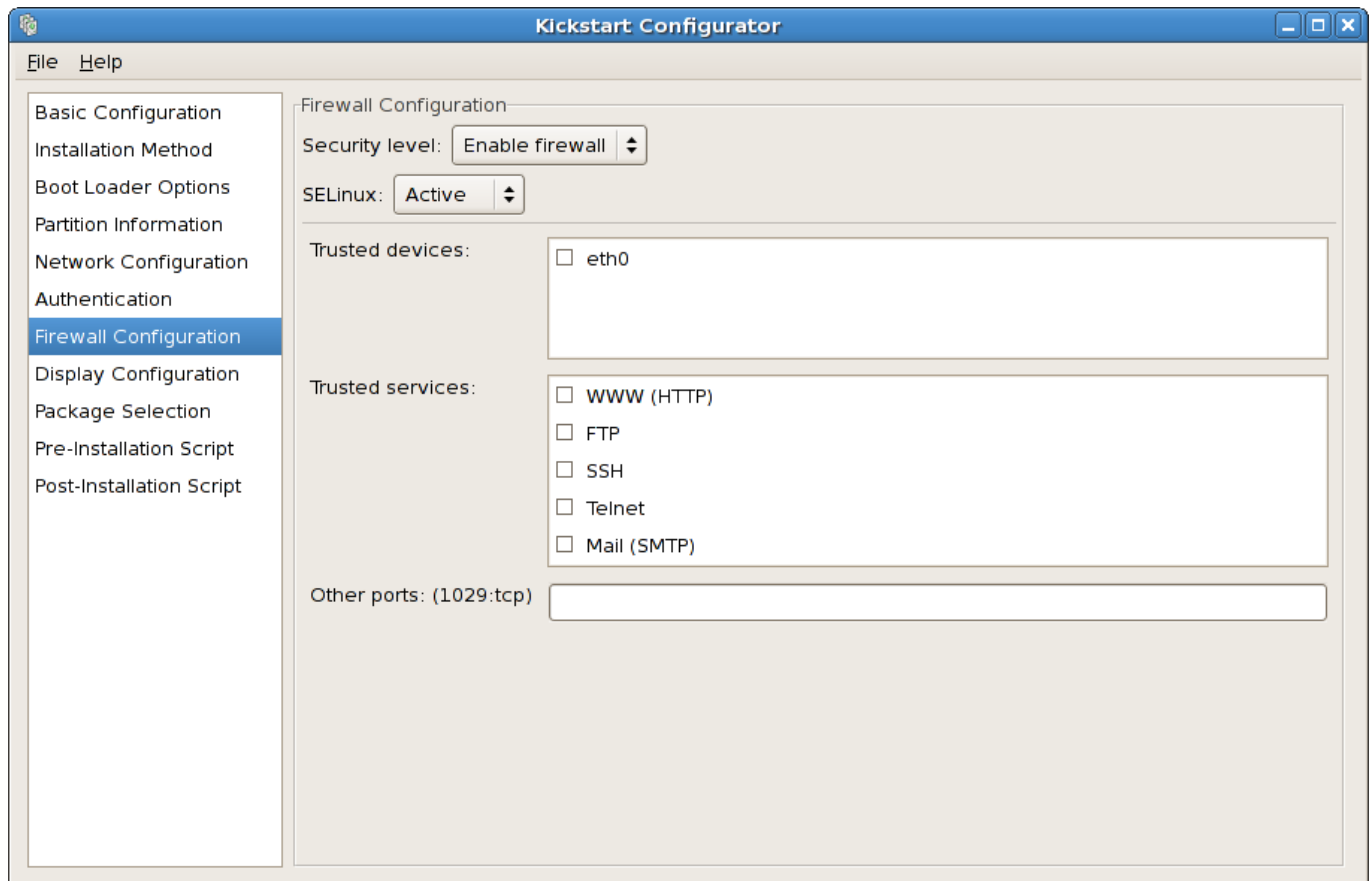 Kickstart Configurator
File Help
Basic Configuration
Installation Method
Boot Loader Options
Partition Information
Network Configuration
Authentication
Firewall Configuration
Display Configuration
Package Selection
Pre-Installation Script
Post-Installation Script
Firewall Configuration
Security level: Enable firewall
SELinux: Active
Trusted devices:
eth0
Trusted services:
WWW (HTTP)
FTP
SSH
Telnet
Mail (SMTP)
Other ports: (1029:tcp)